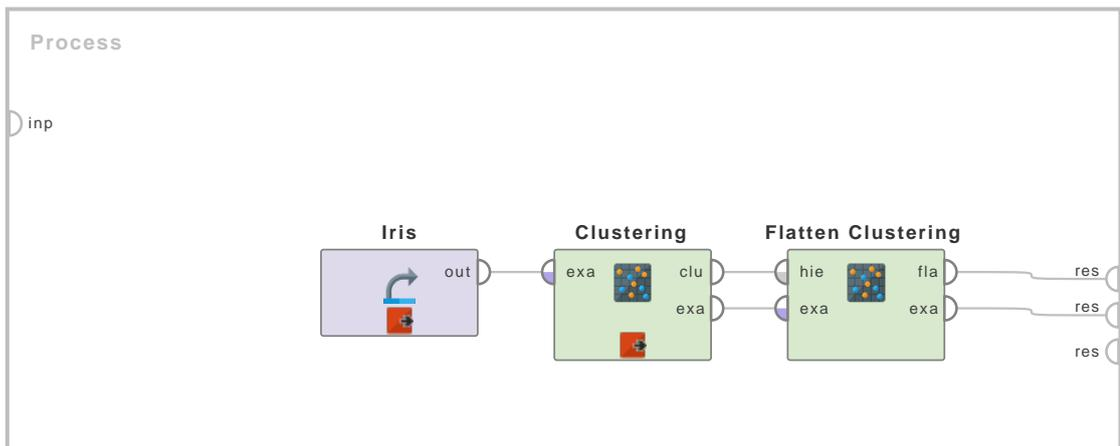 Process
inp
Iris
Clustering
Flatten Clustering
out
exa
clu
hie
fla
res
exa
exa
exa
res
res